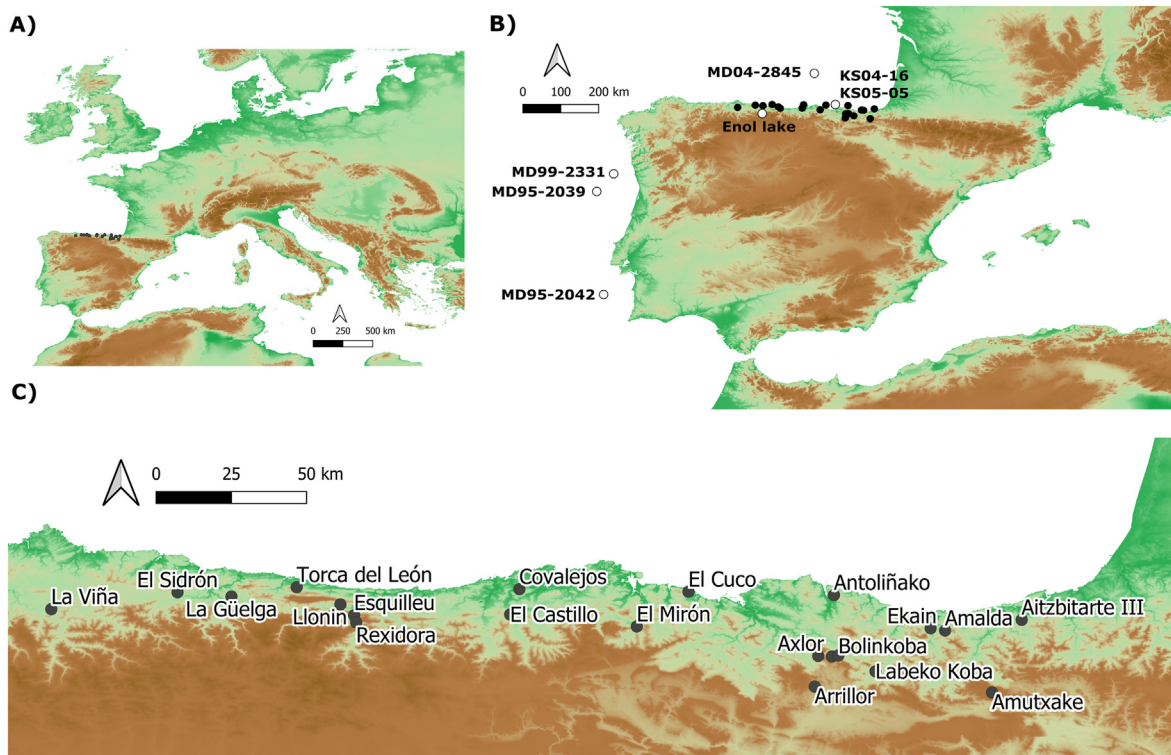 A)
0 250 500 km
B)
0 100 200 km
MD04-2845
KS04-16
KS05-05
Enol lake
MD99-2331
MD95-2039
MD95-2042
C)
0 25 50 km
La Viña
El Sidrón
La Güelga
Torca del León
Llonin
Esquilleu
Rexidora
Covalejos
El Castillo
El Mirón
El Cuco
Antoliñako
Axlor
Bolinkoba
Arrillor
Labeko Koba
Ekain
Amalda
Aitzbitarte III
Amutxake